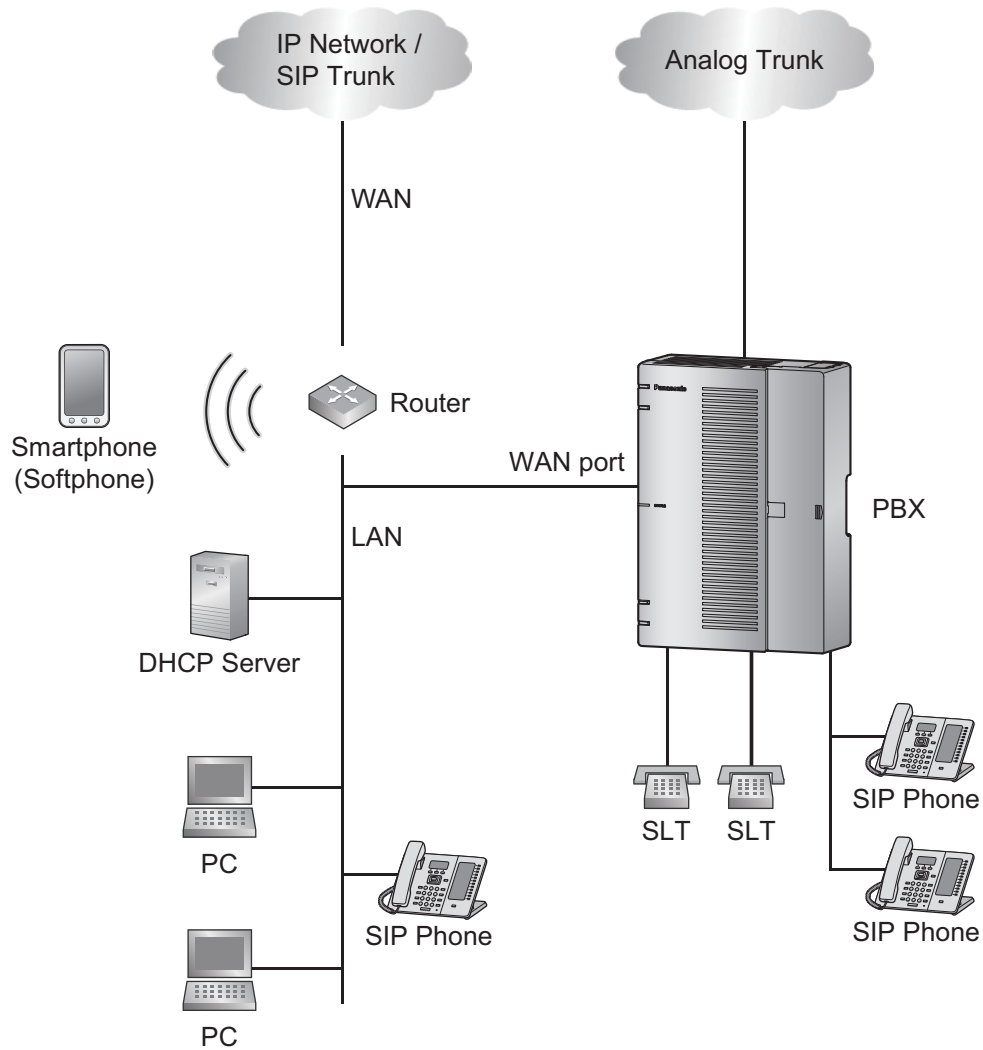 IP Network /
SIP Trunk
Analog Trunk
WAN
Smartphone
(Softphone)
Router
WAN port
Panasonic
PBX
LAN
DHCP Server
SIP Phone
SLT
SLT
PC
SIP Phone
SIP Phone
PC